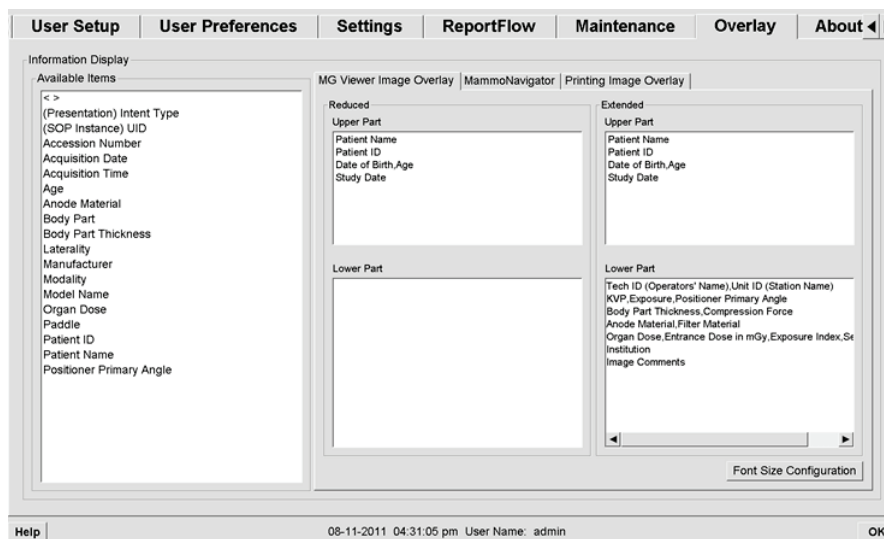 User Setup
User Preferences
Settings
ReportFlow
Maintenance
Overlay
About
Information Display
Available Items
< >
(Presentation) Intent Type
(SOP Instance) UID
Accession Number
Acquisition Date
Acquisition Time
Age
Anode Material
Body Part
Body Part Thickness
Laterality
Manufacturer
Modality
Model Name
Organ Dose
Paddle
Patient ID
Patient Name
Positioner Primary Angle
MG Viewer Image Overlay
MammoNavigator
Printing Image Overlay
Reduced
Upper Part
Patient Name
Patient ID
Date of Birth,Age
Study Date
Lower Part
Extended
Upper Part
Patient Name
Patient ID
Date of Birth,Age
Study Date
Lower Part
Tech ID (Operators' Name),Unit ID (Station Name)
KVP,Exposure,Positioner Primary Angle
Body Part Thickness,Compression Force
Anode Material,Filter Material
Organ Dose,Entrance Dose in mGy,Exposure Index,Se
Institution
Image Comments
Font Size Configuration
Help
08-11-2011 04:31:05 pm User Name: admin
OK